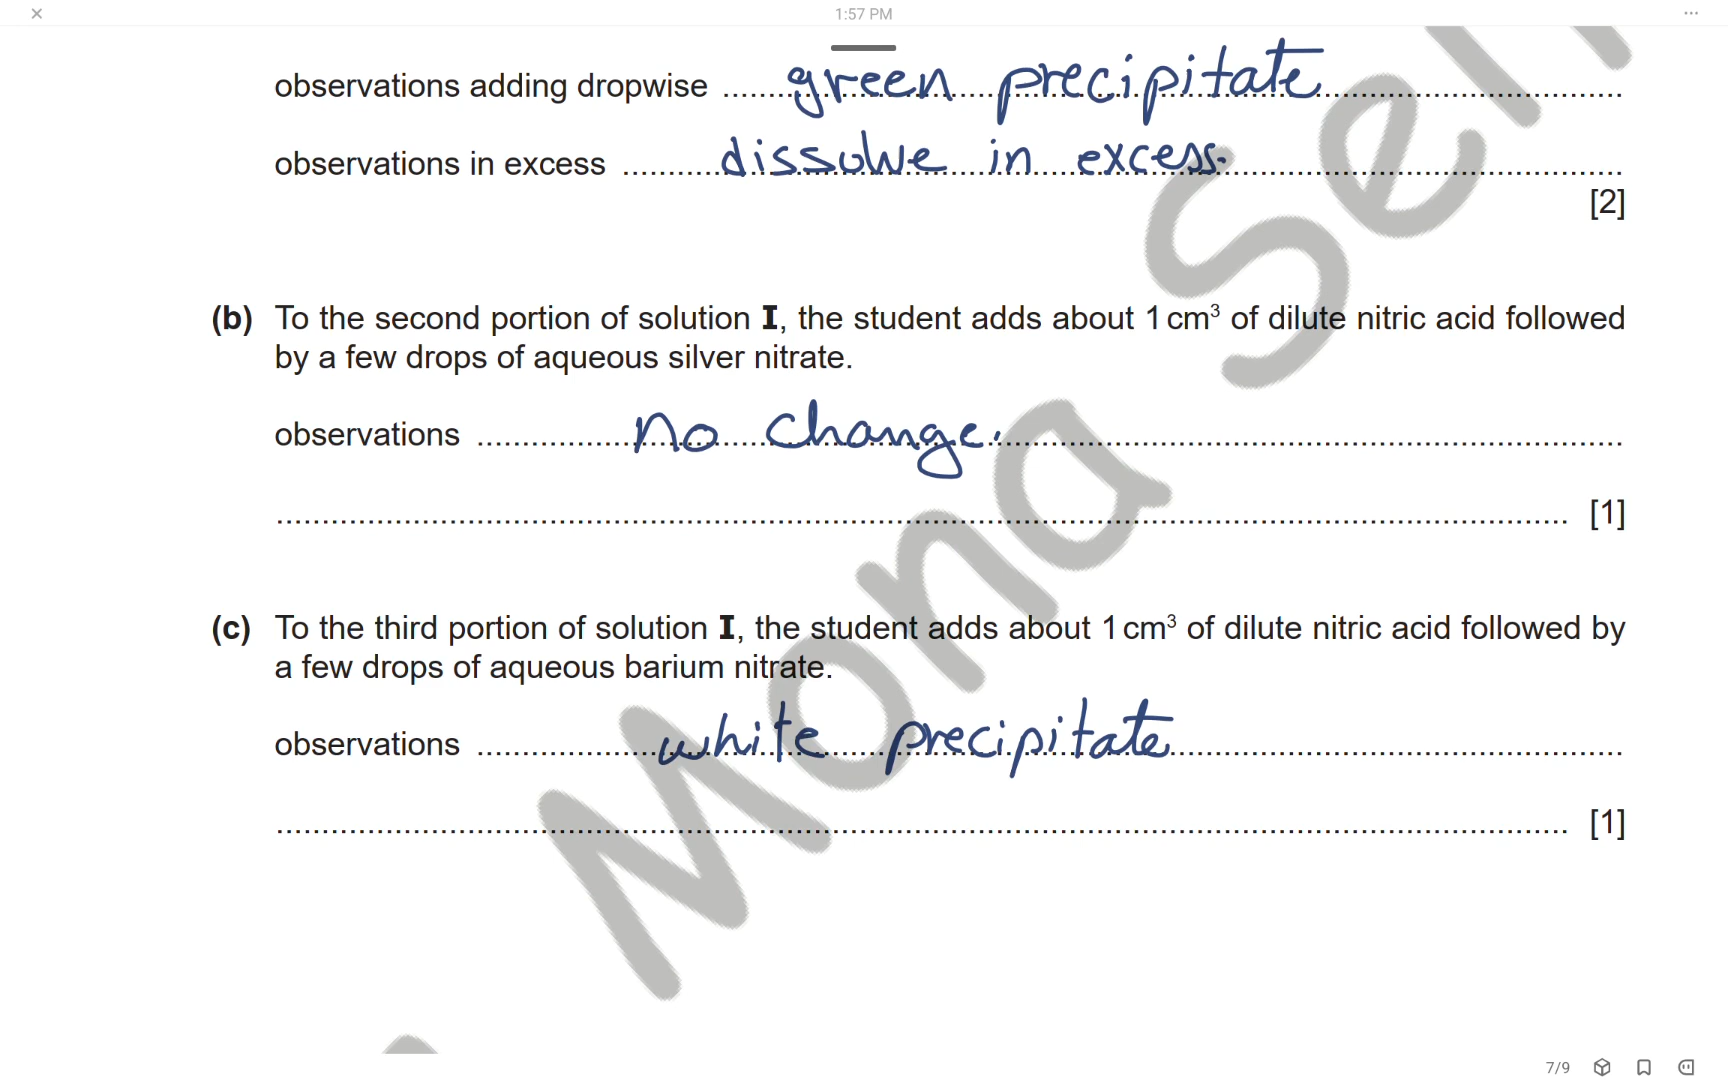 1:57 PM
observations adding dropwise green precipitate
observations in excess dissolve in excess.
[2]
(b) To the second portion of solution I, the student adds about 1 cm³ of dilute nitric acid followed
by a few drops of aqueous silver nitrate.
observations no change.
[1]
(c) To the third portion of solution I, the student adds about 1 cm³ of dilute nitric acid followed by
a few drops of aqueous barium nitrate.
observations white precipitate
[1]
Mona Se
7/9